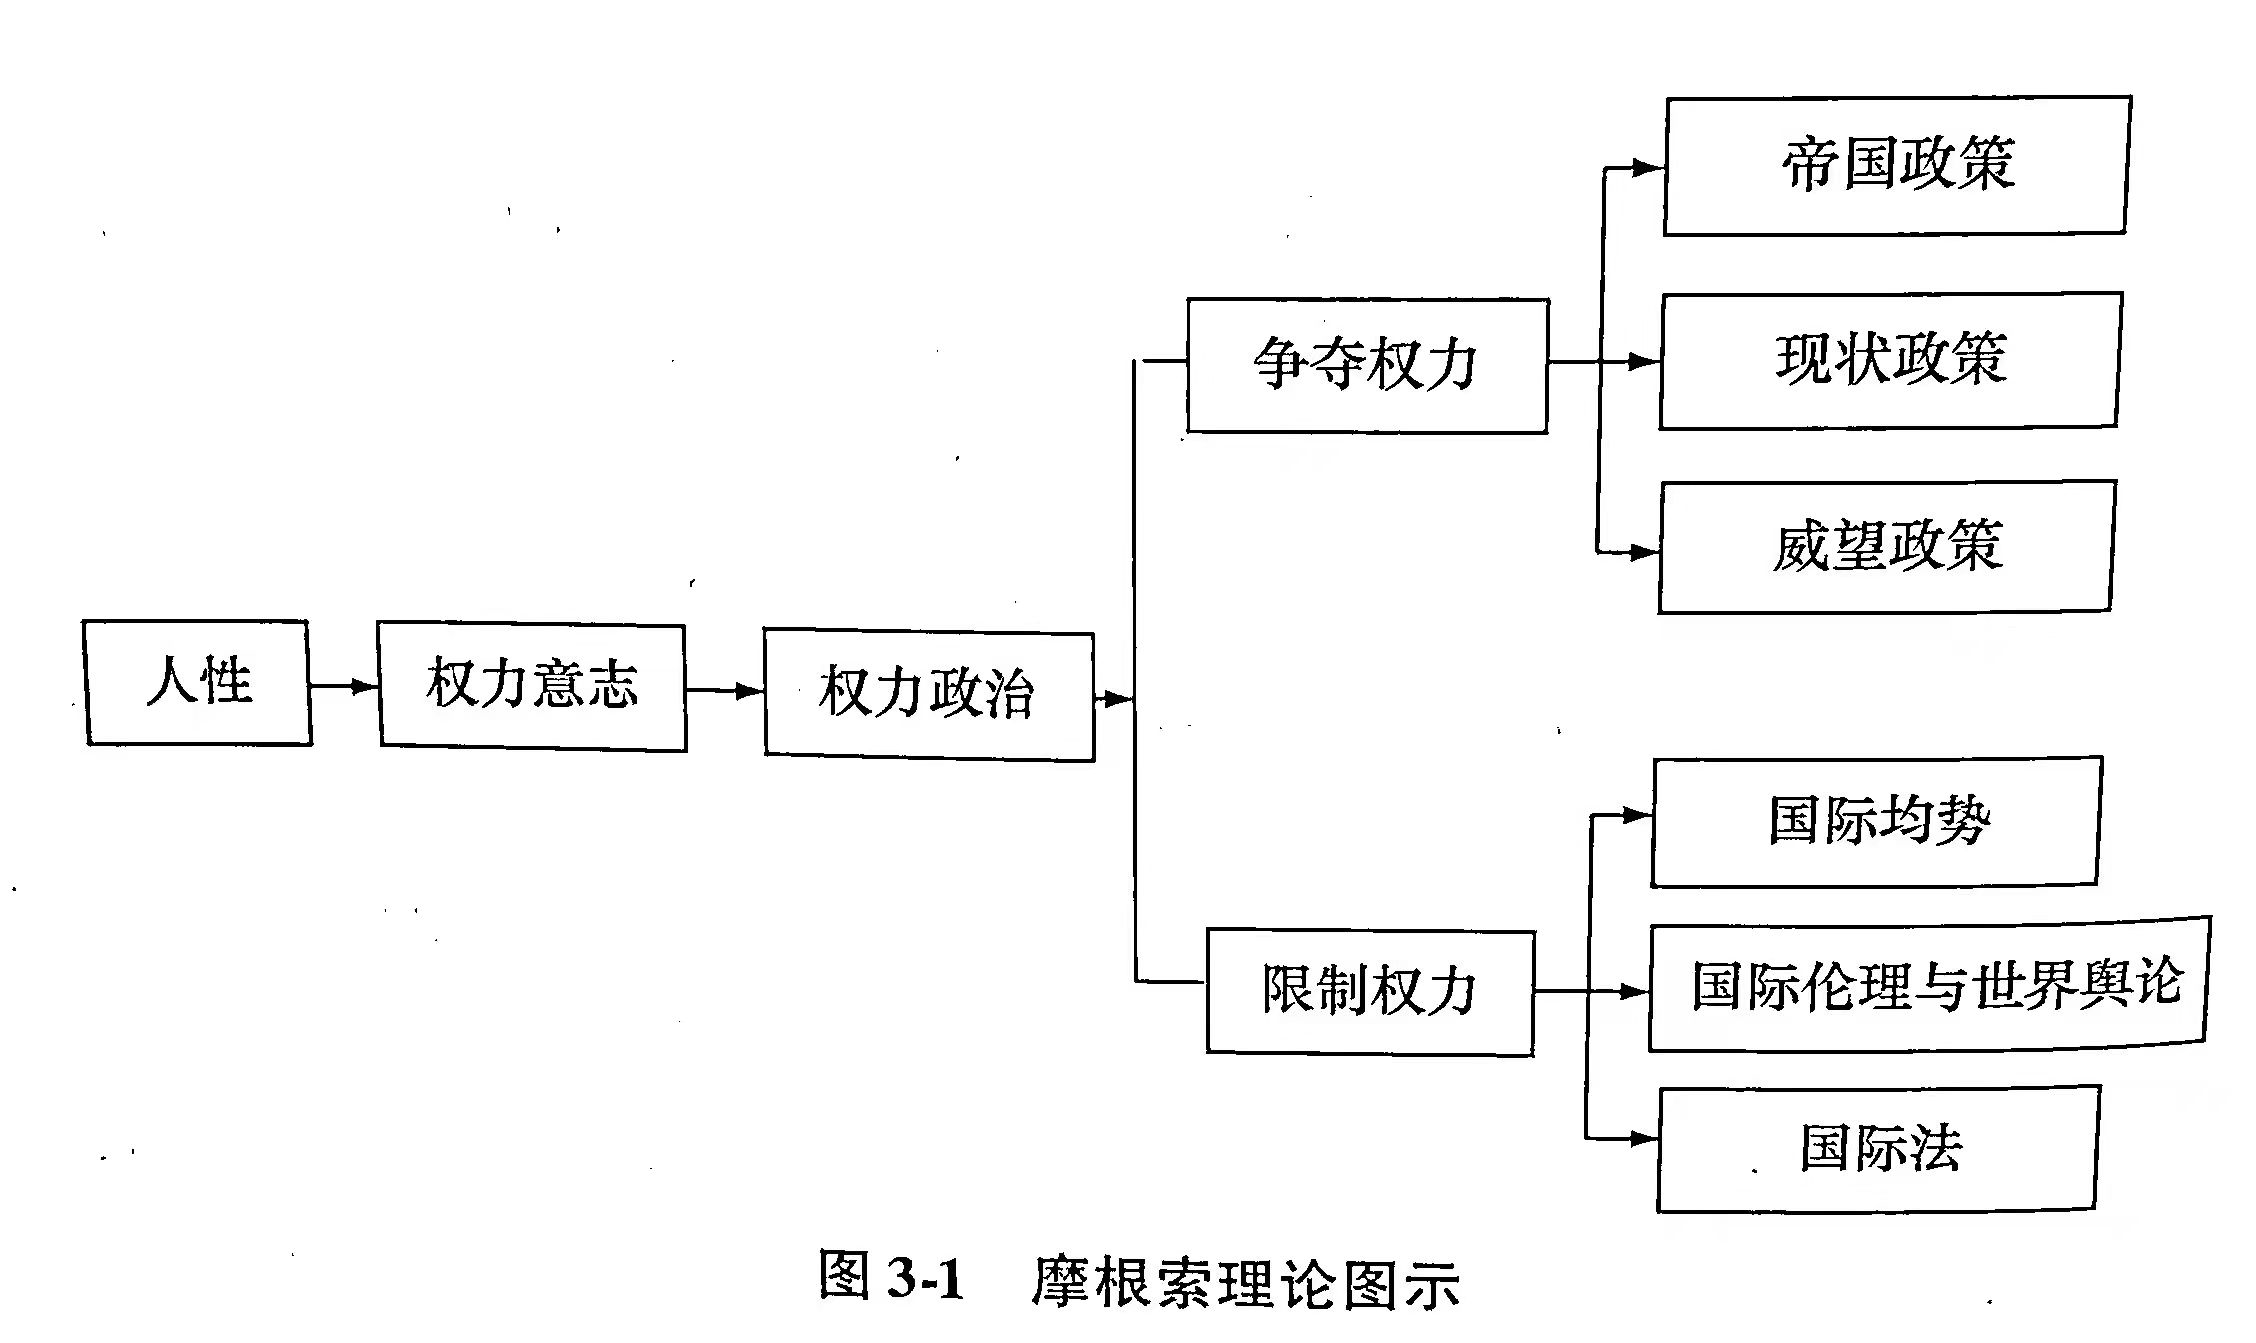 帝国政策
争夺权力
现状政策
威望政策
人性
权力意志
权力政治
国际均势
限制权力
国际伦理与世界舆论
国际法
图 3-1 摩根索理论图示